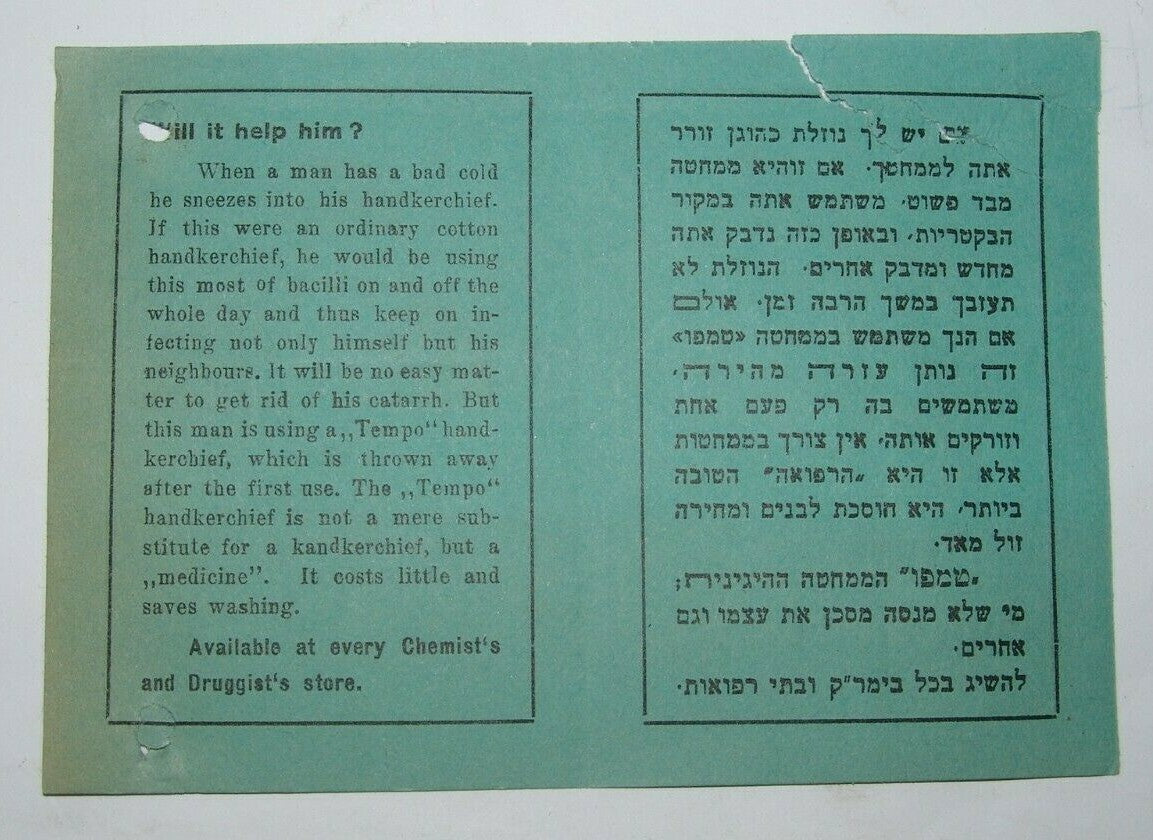 Will it help him?
When a man has a bad cold
he sneezes into his handkerchief.
If this were an ordinary cotton
handkerchief, he would be using
this most of bacilli on and off the
whole day and thus keep on in-
fecting not only himself but his
neighbours. It will be no easy mat-
ter to get rid of his catarrh. But
this man is using a „Tempo“ hand-
kerchief, which is thrown away
after the first use. The „Tempo“
handkerchief is not a mere sub-
stitute for a kandkerchief, but a
„medicine”. It costs little and
saves washing.
Available at every Chemist's
and Druggist's store.
אם יש לך נוזלת כהוגן זורר
אתה לממחטך. אם זוהיא ממחטה
מבד פשוט, משתמש אתה במקור
הבקטריות, ובאופן כזה נדבק אתה
מחדש ומדבק אחרים. הנוזלת לא
תעזבך במשך הרבה זמן. אולם
אם הנך משתמש בממחטה «טמפו»
זה נותן עזרה מהירה,
משתמשים בה רק פעם אחת
וזורקים אותה, אין צורך בממחטות
אלא זו היא "הרפואה" הטובה
ביותר, היא חוסכת לבנים ומחירה
זול מאד.
"טמפו" הממחטה ההיגינית;
מי שלא מנסה מסכן את עצמו וגם
אחרים.
להשיג בכל בימר"ק ובתי רפואות.